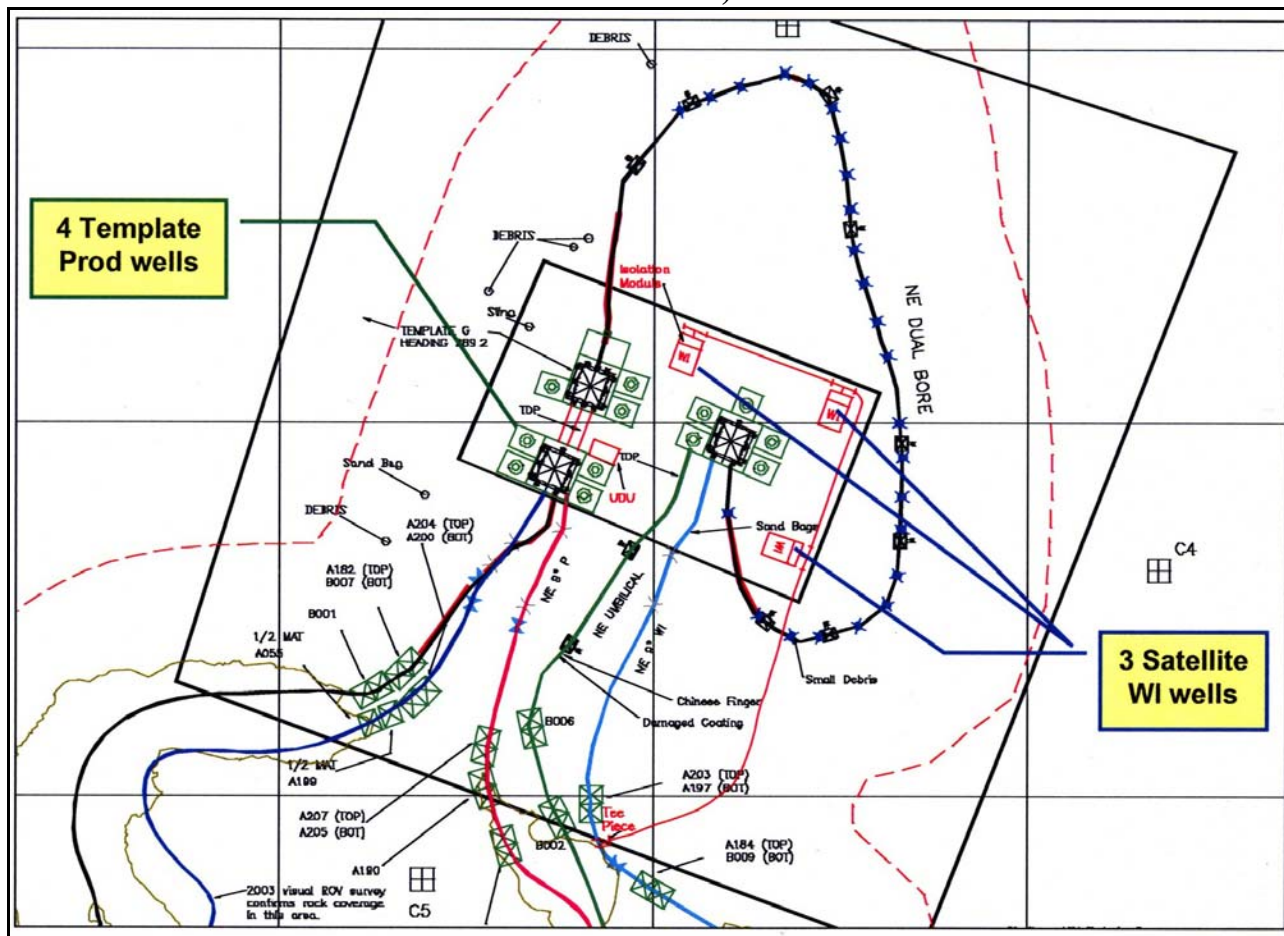 DEBRIS
4 Template
Prod wells
DEBRIS
Isolation
Module
Sling
TEMPLATE G
HEADING 289.2
WI
WI
NE DUAL BORE
TDP
TDP
UDU
Sand Bag
DEBRIS
A204 (TOP)
A200 (BOT)
Sand Bags
WI
C4
A182 (TOP)
B007 (BOT)
B001
1/2 MAT
A055
NE 8" P
NE UMBILICAL
NE 8" WI
3 Satellite
WI wells
Small Debris
Chinese Finger
Damaged Coating
B006
1/2 MAT
A199
A203 (TOP)
A197 (BOT)
A207 (TOP)
A205 (BOT)
Tee
Piece
B002
A184 (TOP)
B009 (BOT)
A190
2003 visual ROV survey
confirms rock coverage
in this area.
C5